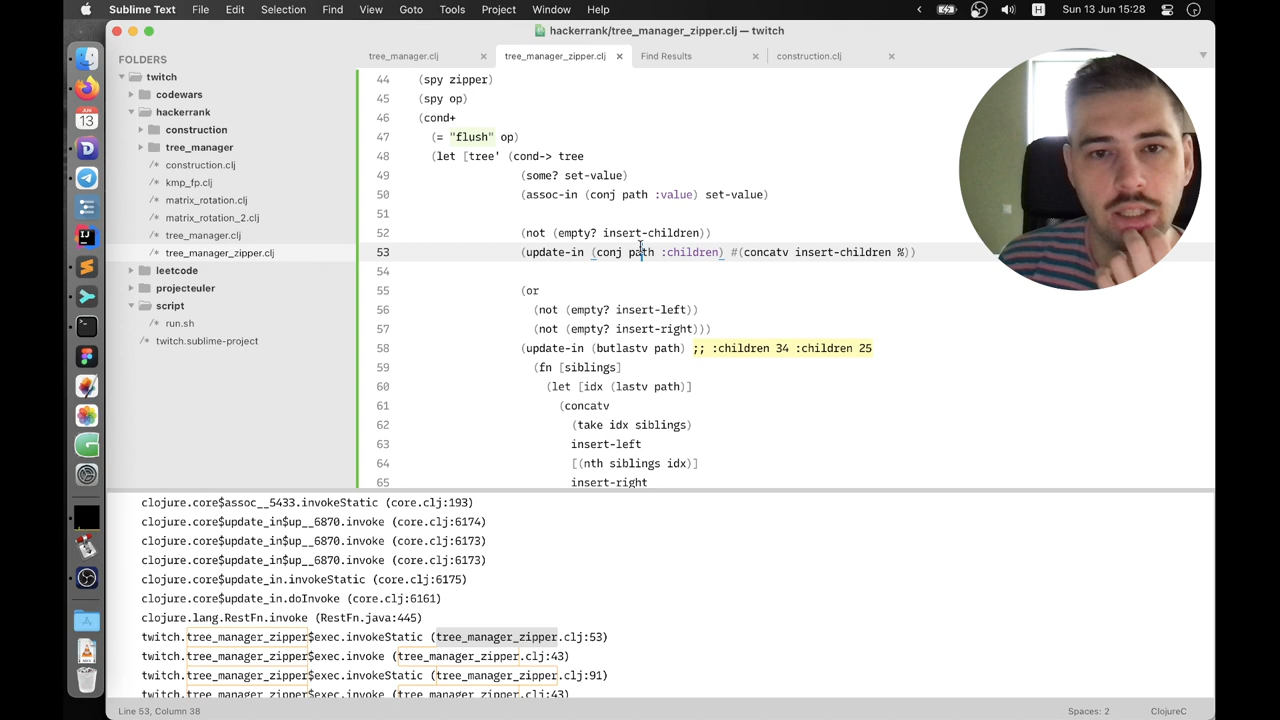 Sublime Text File Edit Selection Find View Goto Tools Project Window Help H Sun 13 Jun 15:28
hackerrank/tree_manager_zipper.clj — twitch
FOLDERS
twitch
codewars
hackerrank
construction
tree_manager
/* construction.clj
/* kmp_fp.clj
/* matrix_rotation.clj
/* matrix_rotation_2.clj
/* tree_manager.clj
/* tree_manager_zipper.clj
leetcode
projecteuler
script
/* run.sh
/* twitch.sublime-project
JUN
13
tree_manager.clj × tree_manager_zipper.clj × Find Results × construction.clj ×
44 (spy zipper)
45 (spy op)
46 (cond+
47 (= "flush" op)
48 (let [tree' (cond-> tree
49 (some? set-value)
50 (assoc-in (conj path :value) set-value)
51
52 (not (empty? insert-children))
53 (update-in (conj path :children) #(concatv insert-children %))
54
55 (or
56 (not (empty? insert-left))
57 (not (empty? insert-right)))
58 (update-in (butlastv path) ;; :children 34 :children 25
59 (fn [siblings]
60 (let [idx (lastv path)]
61 (concatv
62 (take idx siblings)
63 insert-left
64 [(nth siblings idx)]
65 insert-right
clojure.core$assoc__5433.invokeStatic (core.clj:193)
clojure.core$update_in$up__6870.invoke (core.clj:6174)
clojure.core$update_in$up__6870.invoke (core.clj:6173)
clojure.core$update_in$up__6870.invoke (core.clj:6173)
clojure.core$update_in.invokeStatic (core.clj:6175)
clojure.core$update_in.doInvoke (core.clj:6161)
clojure.lang.RestFn.invoke (RestFn.java:445)
twitch.tree_manager_zipper$exec.invokeStatic (tree_manager_zipper.clj:53)
twitch.tree_manager_zipper$exec.invoke (tree_manager_zipper.clj:43)
twitch.tree_manager_zipper$exec.invokeStatic (tree_manager_zipper.clj:91)
twitch.tree_manager_zipper$exec.invoke (tree_manager_zipper.clj:43)
Line 53, Column 38 Spaces: 2 ClojureC